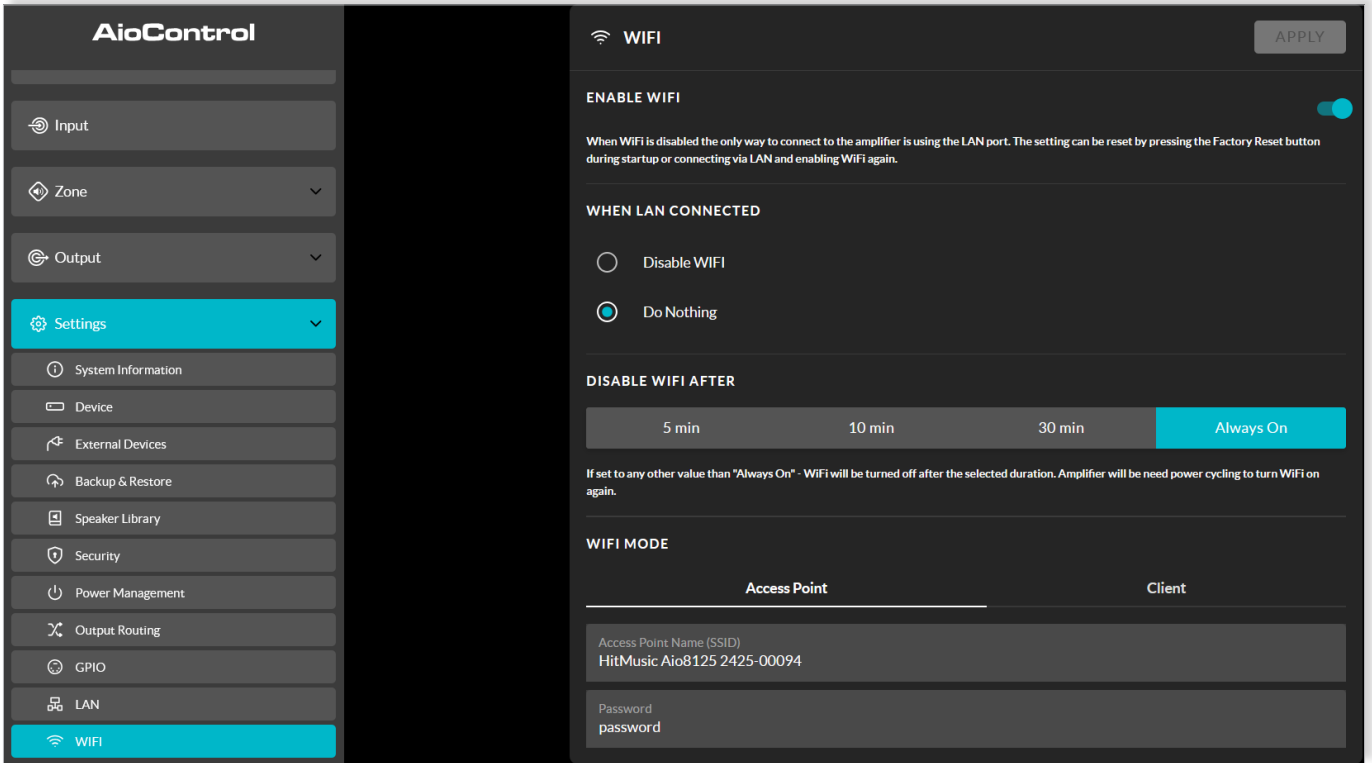 AioControl
Input
Zone
Output
Settings
System Information
Device
External Devices
Backup & Restore
Speaker Library
Security
Power Management
Output Routing
GPIO
LAN
WIFI
WIFI
APPLY
ENABLE WIFI
When WiFi is disabled the only way to connect to the amplifier is using the LAN port. The setting can be reset by pressing the Factory Reset button
during startup or connecting via LAN and enabling WiFi again.
WHEN LAN CONNECTED
Disable WIFI
Do Nothing
DISABLE WIFI AFTER
5 min
10 min
30 min
Always On
If set to any other value than "Always On" - WiFi will be turned off after the selected duration. Amplifier will be need power cycling to turn WiFi on
again.
WIFI MODE
Access Point
Client
Access Point Name (SSID)
HitMusic Aio8125 2425-00094
Password
password